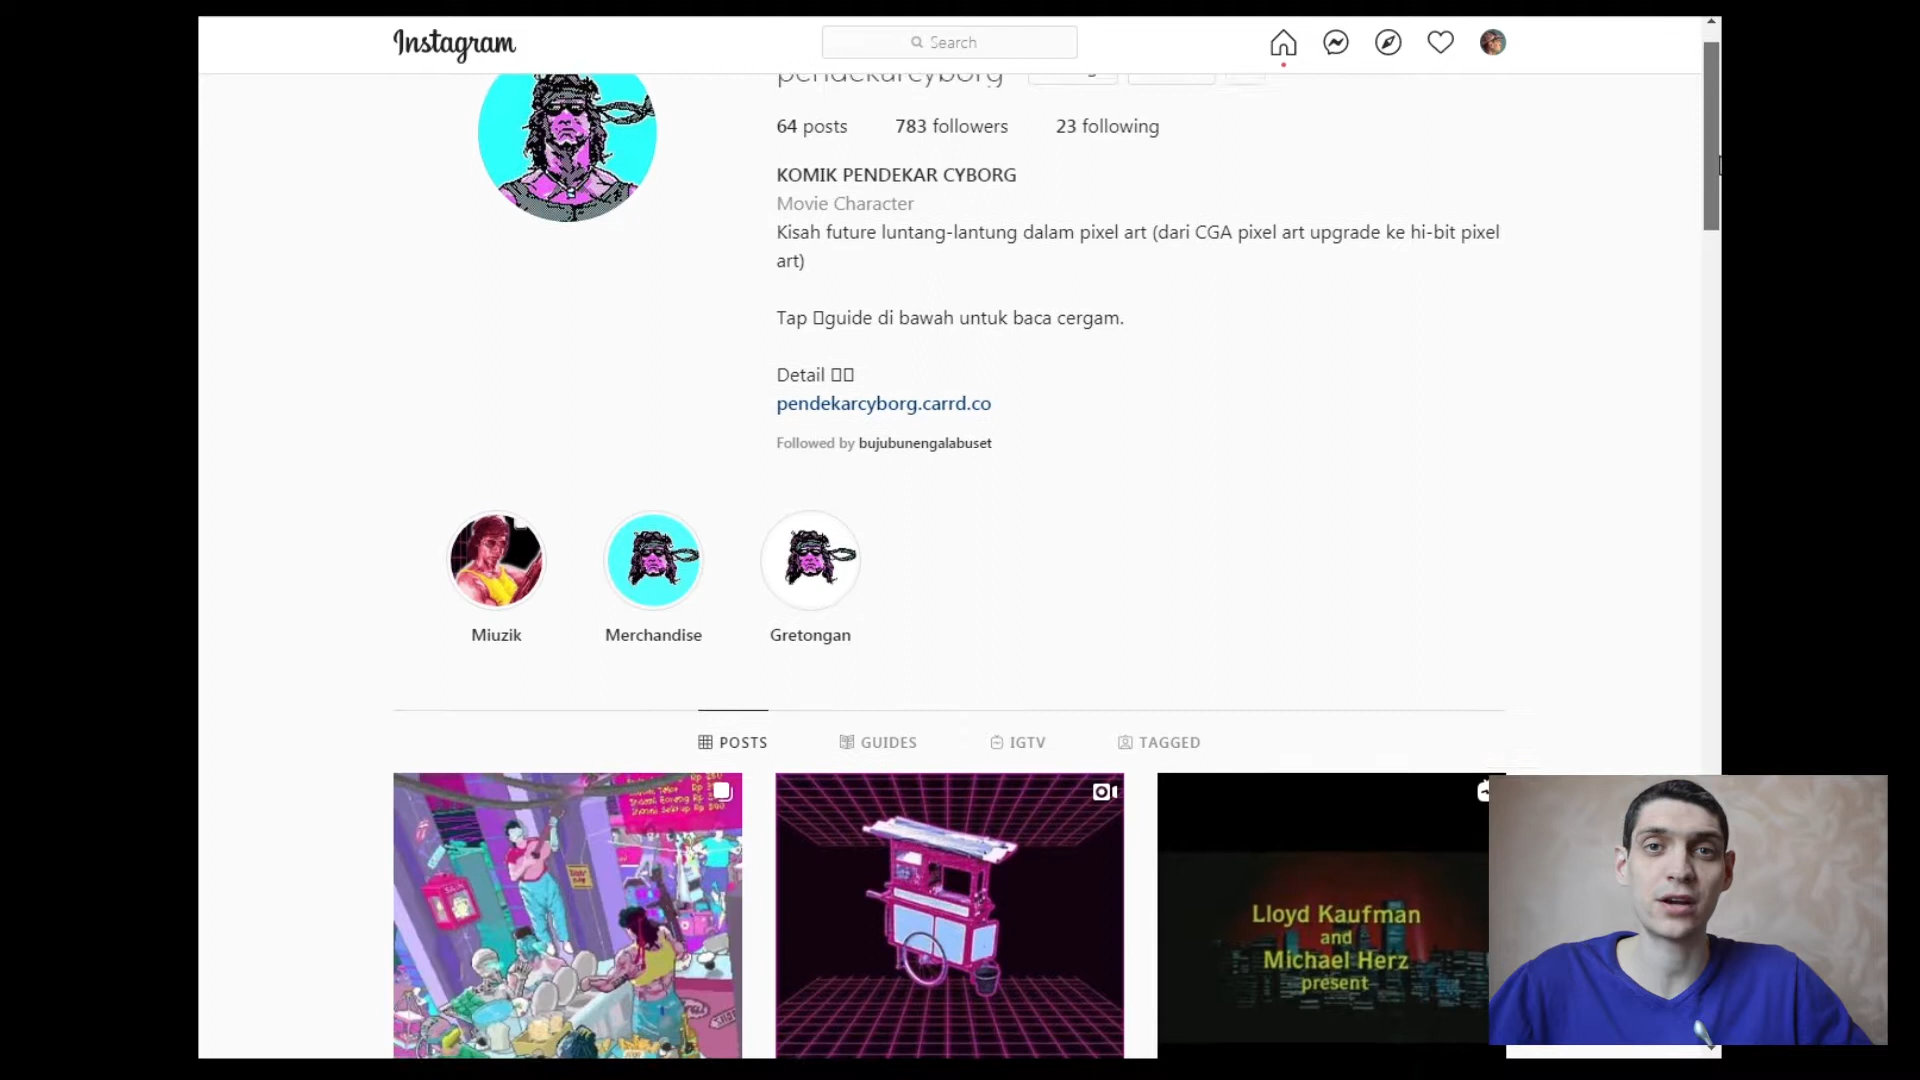 Instagram
Search
pendekarcyborg
64 posts 783 followers 23 following
KOMIK PENDEKAR CYBORG
Movie Character
Kisah future luntang-lantung dalam pixel art (dari CGA pixel art upgrade ke hi-bit pixel
art)
Tap ▯guide di bawah untuk baca cergam.
Detail ▯▯
pendekarcyborg.carrd.co
Followed by bujubunengalabuset
Miuzik Merchandise Gretongan
POSTS GUIDES IGTV TAGGED
Lloyd Kaufman
and
Michael Herz
present